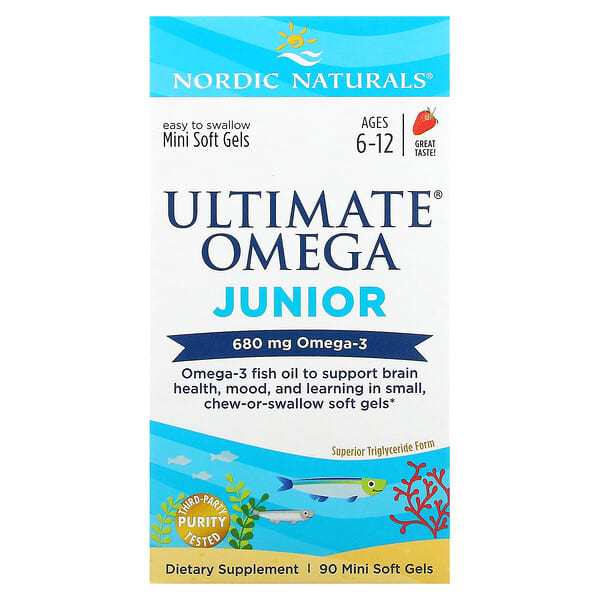 NORDIC NATURALS®
easy to swallow
Mini Soft Gels
AGES
6-12
GREAT
TASTE!
ULTIMATE®
OMEGA
JUNIOR
680 mg Omega-3
Omega-3 fish oil to support brain
health, mood, and learning in small,
chew-or-swallow soft gels*
Superior Triglyceride Form
THIRD-PARTY
PURITY
TESTED
Dietary Supplement | 90 Mini Soft Gels